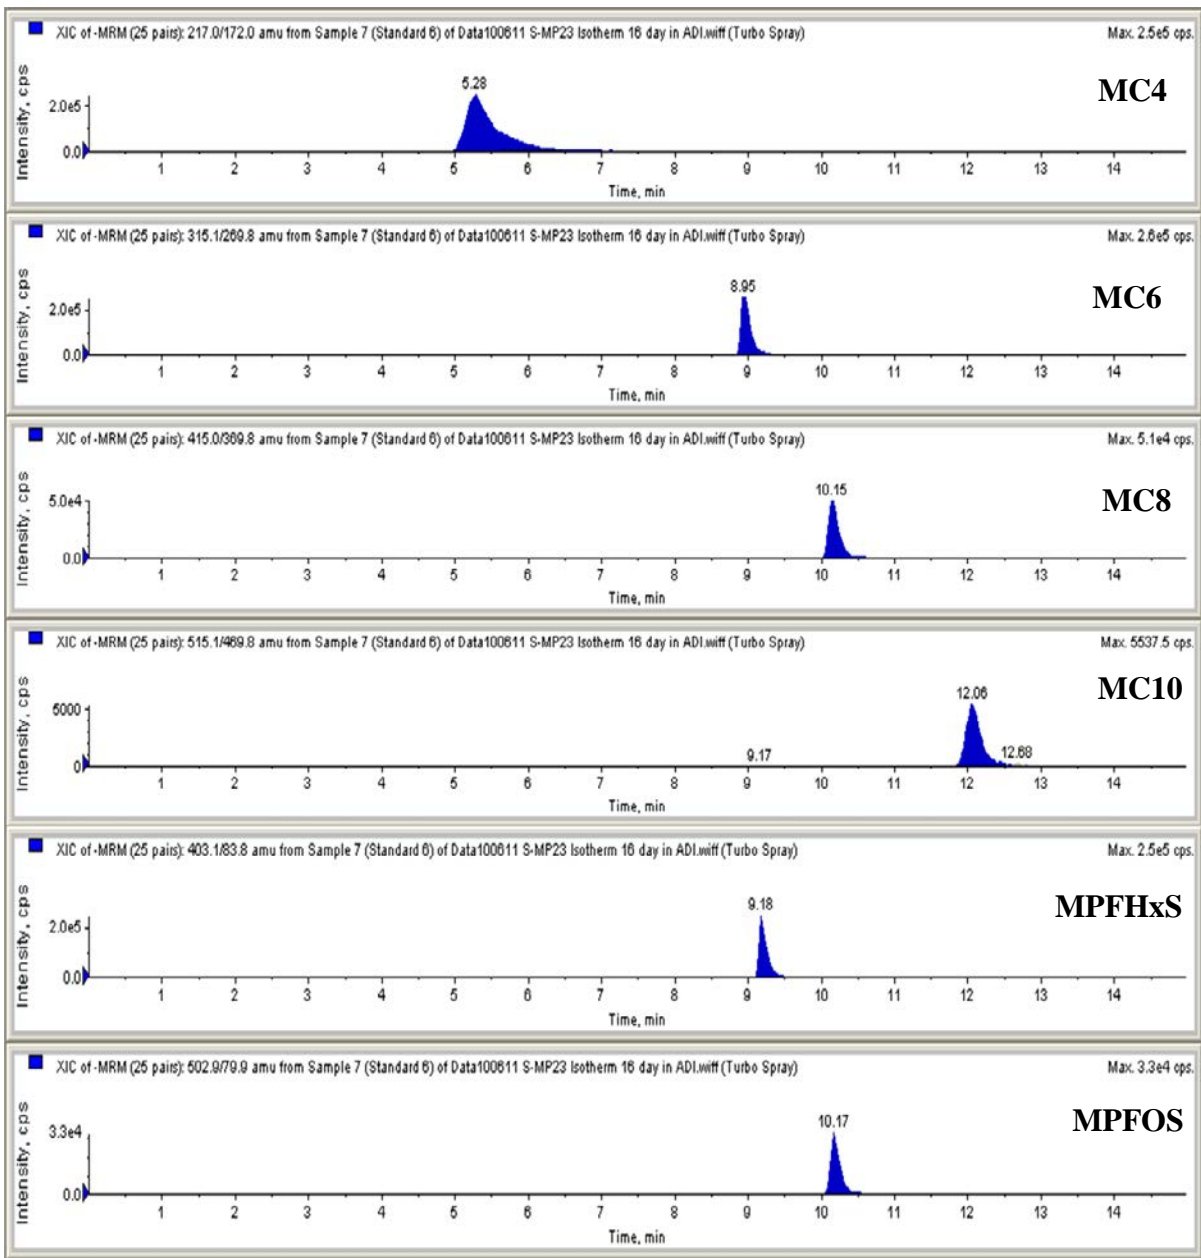 XIC of -MRM (25 pairs): 217.0/172.0 amu from Sample 7 (Standard 6) of Data100611 S-MP23 Isotherm 16 day in ADI.wiff (Turbo Spray) Max. 2.5e5 cps.
MC4
Intensity, cps
2.0e5
0.0
5.28
1 2 3 4 5 6 7 8 9 10 11 12 13 14
Time, min
XIC of -MRM (25 pairs): 315.1/269.8 amu from Sample 7 (Standard 6) of Data100611 S-MP23 Isotherm 16 day in ADI.wiff (Turbo Spray) Max. 2.6e5 cps.
MC6
Intensity, cps
2.0e5
0.0
8.95
1 2 3 4 5 6 7 8 9 10 11 12 13 14
Time, min
XIC of -MRM (25 pairs): 415.0/369.8 amu from Sample 7 (Standard 6) of Data100611 S-MP23 Isotherm 16 day in ADI.wiff (Turbo Spray) Max. 5.1e4 cps.
MC8
Intensity, cps
5.0e4
0.0
10.15
1 2 3 4 5 6 7 8 9 10 11 12 13 14
Time, min
XIC of -MRM (25 pairs): 515.1/469.8 amu from Sample 7 (Standard 6) of Data100611 S-MP23 Isotherm 16 day in ADI.wiff (Turbo Spray) Max. 5537.5 cps.
MC10
Intensity, cps
5000
0
9.17 12.06 12.68
1 2 3 4 5 6 7 8 9 10 11 12 13 14
Time, min
XIC of -MRM (25 pairs): 403.1/83.8 amu from Sample 7 (Standard 6) of Data100611 S-MP23 Isotherm 16 day in ADI.wiff (Turbo Spray) Max. 2.5e5 cps.
MPFHxS
Intensity, cps
2.0e5
0.0
9.18
1 2 3 4 5 6 7 8 9 10 11 12 13 14
Time, min
XIC of -MRM (25 pairs): 502.9/79.9 amu from Sample 7 (Standard 6) of Data100611 S-MP23 Isotherm 16 day in ADI.wiff (Turbo Spray) Max. 3.3e4 cps.
MPFOS
Intensity, cps
3.3e4
0.0
10.17
1 2 3 4 5 6 7 8 9 10 11 12 13 14
Time, min